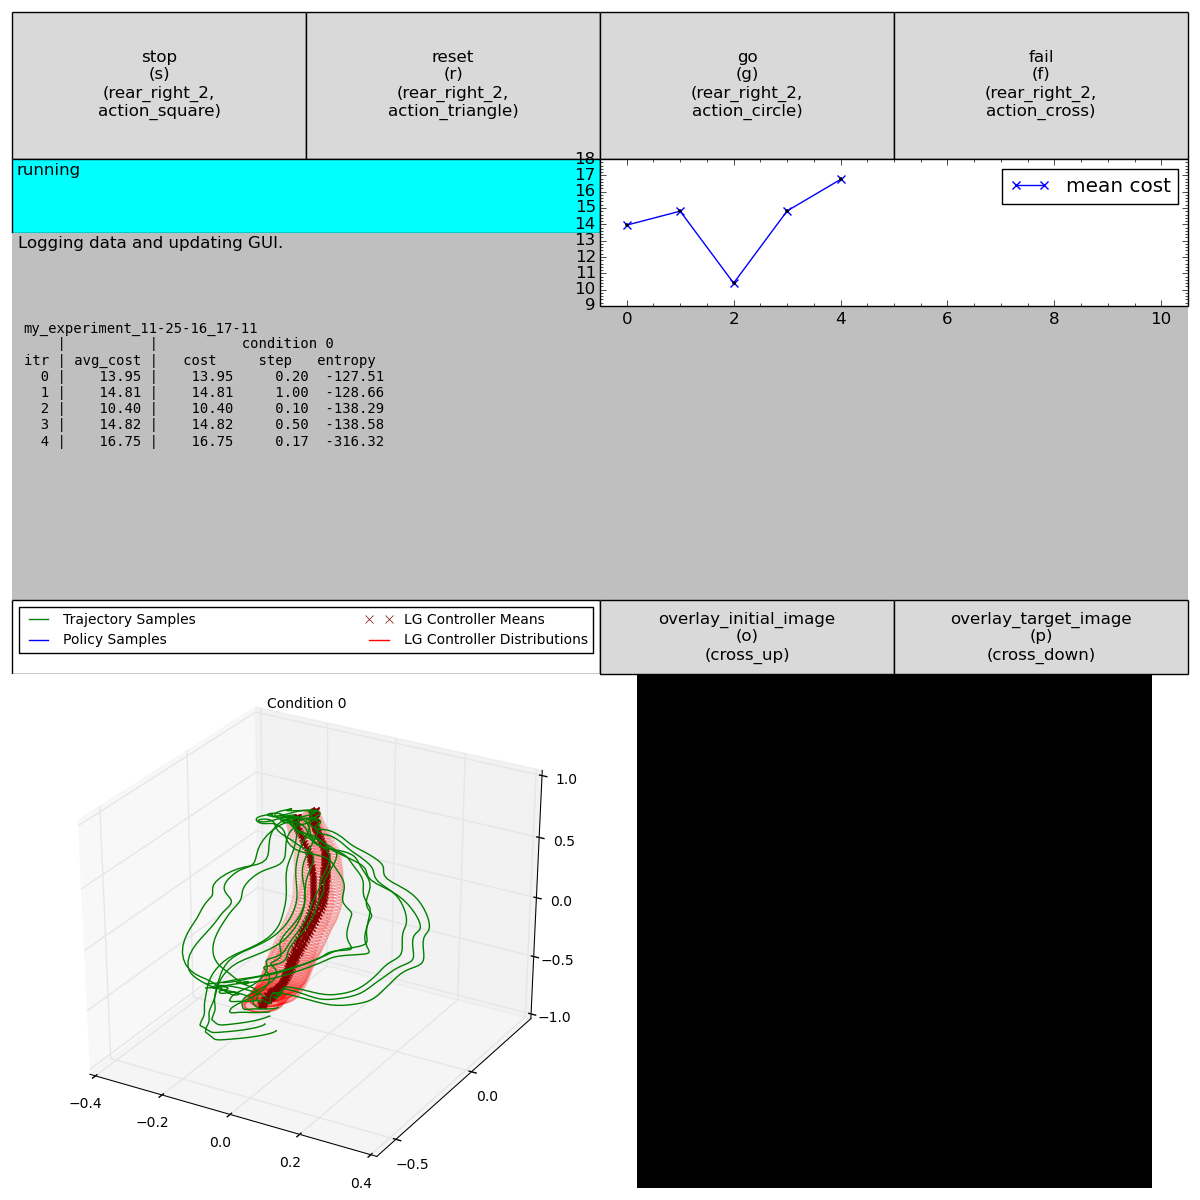 stop
(s)
(rear_right_2,
action_square)
reset
(r)
(rear_right_2,
action_triangle)
go
(g)
(rear_right_2,
action_circle)
fail
(f)
(rear_right_2,
action_cross)
running
18
17
16
15
14
13
12
11
10
9
mean cost
0 2 4 6 8 10
Logging data and updating GUI.
my_experiment_11-25-16_17-11
| | condition 0
itr | avg_cost | cost step entropy
0 | 13.95 | 13.95 0.20 -127.51
1 | 14.81 | 14.81 1.00 -128.66
2 | 10.40 | 10.40 0.10 -138.29
3 | 14.82 | 14.82 0.50 -138.58
4 | 16.75 | 16.75 0.17 -316.32
Trajectory Samples
Policy Samples
LG Controller Means
LG Controller Distributions
overlay_initial_image
(o)
(cross_up)
overlay_target_image
(p)
(cross_down)
Condition 0
1.0
0.5
0.0
−0.5
−1.0
−0.4
−0.2
0.0
0.2
0.4
−0.5
0.0